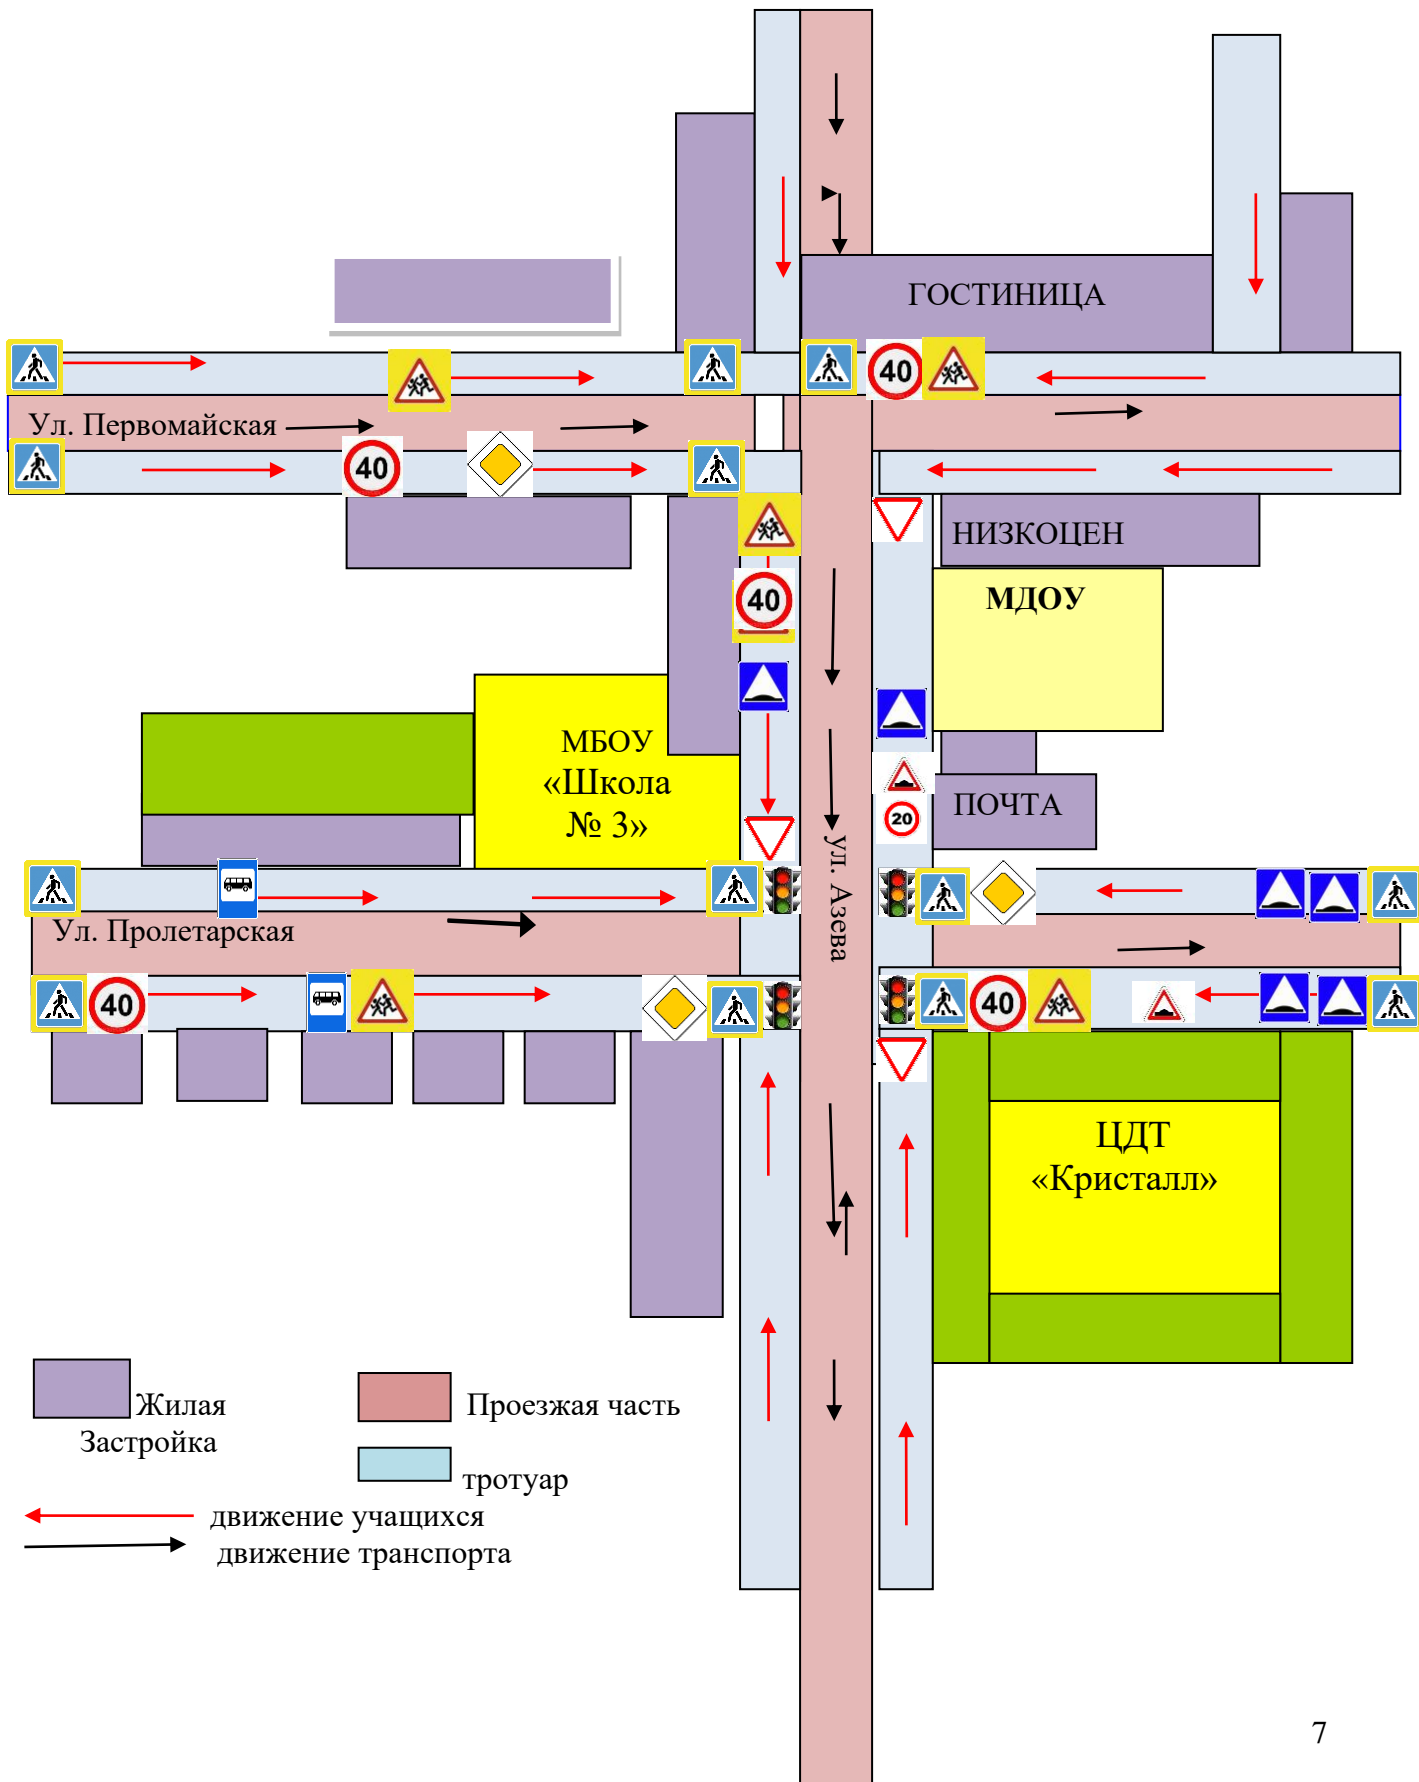 ГОСТИНИЦА
40
Ул. Первомайская
40
НИЗКОЦЕН
40
МДОУ
МБОУ
«Школа
№ 3»
ПОЧТА
20
ул. Азева
Ул. Пролетарская
40
40
ЦДТ
«Кристалл»
Жилая
Застройка
Проезжая часть
тротуар
движение учащихся
движение транспорта
7